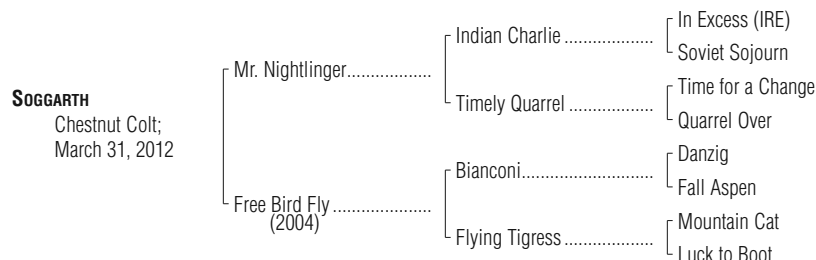 SOGGARTH
Chestnut Colt;
March 31, 2012
Mr. Nightlinger..................
Free Bird Fly .....................
(2004)
Indian Charlie ...................
Timely Quarrel ..................
Bianconi............................
Flying Tigress ...................
In Excess (IRE)
Soviet Sojourn
Time for a Change
Quarrel Over
Danzig
Fall Aspen
Mountain Cat
Luck to Boot